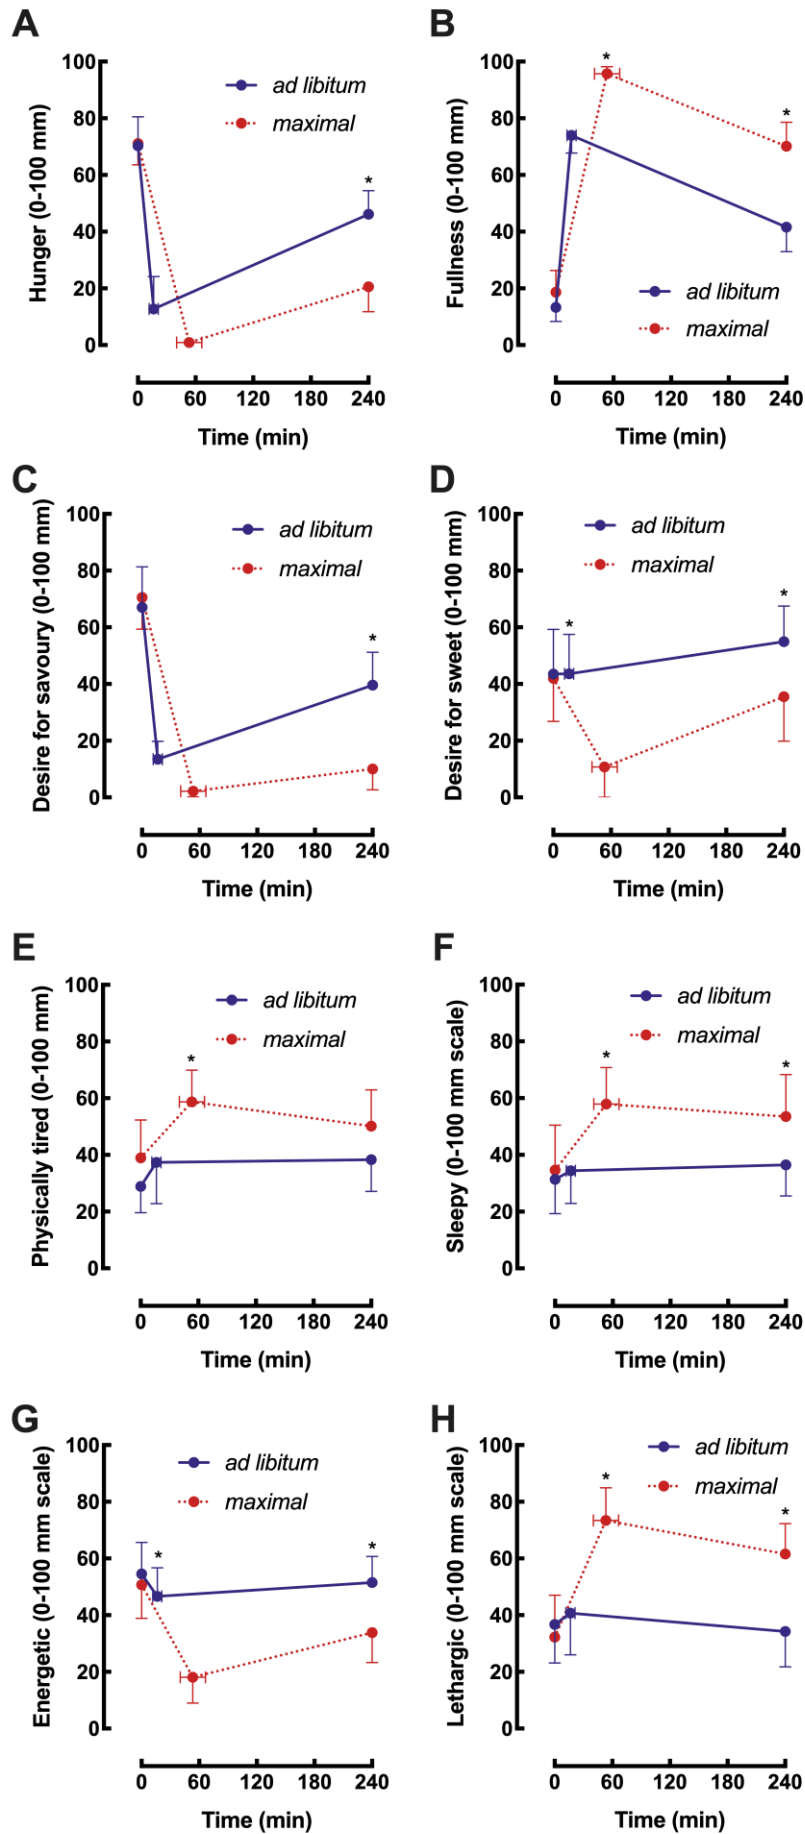 A
Hunger (0-100 mm)
100
80
60
40
20
0
ad libitum
maximal
*
0 60 120 180 240
Time (min)
B
Fullness (0-100 mm)
100
80
60
40
20
0
*
*
ad libitum
maximal
0 60 120 180 240
Time (min)
C
Desire for savoury (0-100 mm)
100
80
60
40
20
0
ad libitum
maximal
*
0 60 120 180 240
Time (min)
D
Desire for sweet (0-100 mm)
100
80
60
40
20
0
ad libitum
maximal
*
*
0 60 120 180 240
Time (min)
E
Physically tired (0-100 mm)
100
80
60
40
20
0
ad libitum
maximal
*
0 60 120 180 240
Time (min)
F
Sleepy (0-100 mm scale)
100
80
60
40
20
0
ad libitum
maximal
*
*
0 60 120 180 240
Time (min)
G
Energetic (0-100 mm scale)
100
80
60
40
20
0
ad libitum
maximal
*
*
0 60 120 180 240
Time (min)
H
Lethargic (0-100 mm scale)
100
80
60
40
20
0
ad libitum
maximal
*
*
0 60 120 180 240
Time (min)